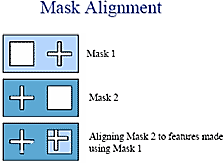 Mask Alignment
Mask 1
Mask 2
Aligning Mask 2 to features made
using Mask 1